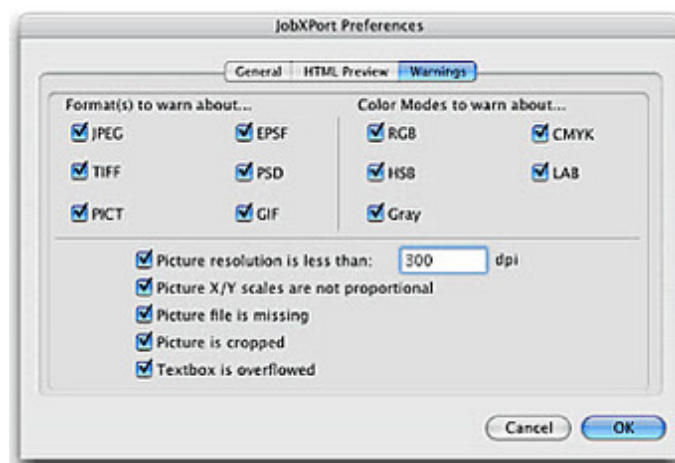 JobXPort Preferences
General HTML Preview Warnings
Format(s) to warn about... Color Modes to warn about...
JPEG EPSF RGB CMYK
TIFF PSD HSB LAB
PICT GIF Gray
Picture resolution is less than: 300 dpi
Picture X/Y scales are not proportional
Picture file is missing
Picture is cropped
Textbox is overflowed
Cancel OK